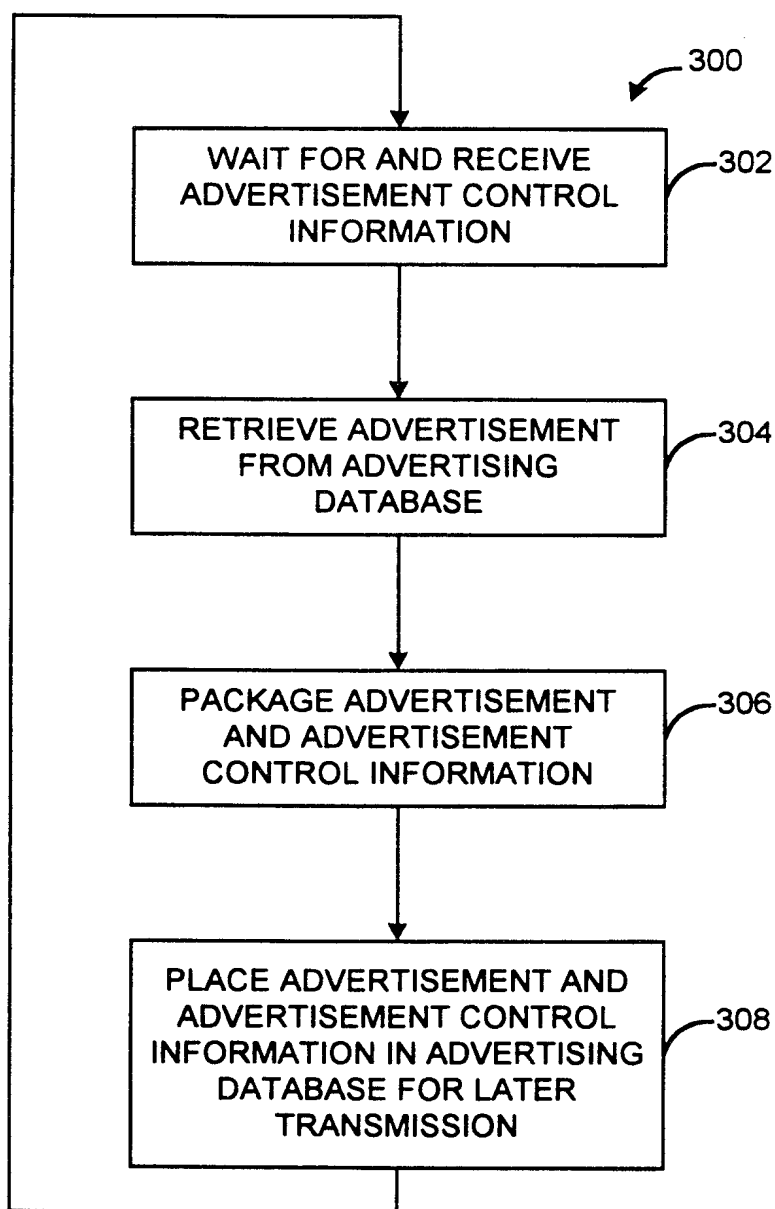 300
WAIT FOR AND RECEIVE
ADVERTISEMENT CONTROL
INFORMATION
302
RETRIEVE ADVERTISEMENT
FROM ADVERTISING
DATABASE
304
PACKAGE ADVERTISEMENT
AND ADVERTISEMENT
CONTROL INFORMATION
306
PLACE ADVERTISEMENT AND
ADVERTISEMENT CONTROL
INFORMATION IN ADVERTISING
DATABASE FOR LATER
TRANSMISSION
308